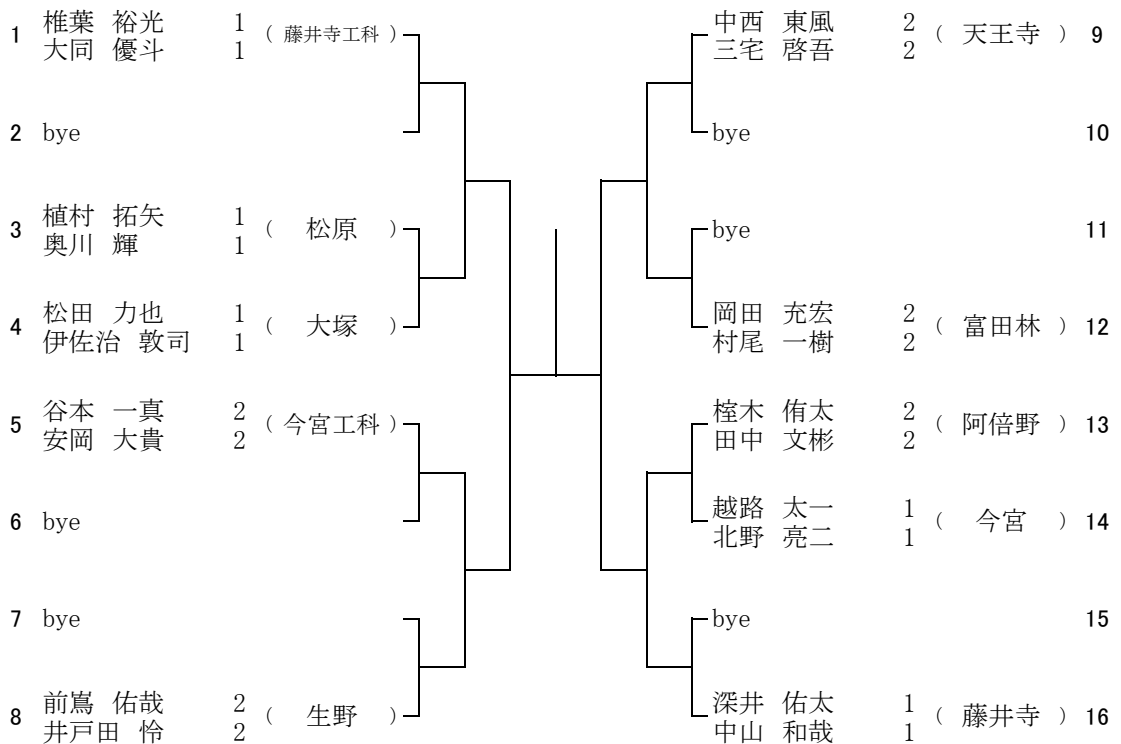 1 椎葉 裕光 1 ( 藤井寺工科 )
大同 優斗 1
2 bye
3 植村 拓矢 1 ( 松原 )
奥川 輝 1
4 松田 力也 1 ( 大塚 )
伊佐治 敦司 1
5 谷本 一真 2 ( 今宮工科 )
安岡 大貴 2
6 bye
7 bye
8 前嶌 佑哉 2 ( 生野 )
井戸田 怜 2
中西 東風 2 ( 天王寺 ) 9
三宅 啓吾 2
bye 10
bye 11
岡田 充宏 2 ( 富田林 ) 12
村尾 一樹 2
榁木 侑太 2 ( 阿倍野 ) 13
田中 文彬 2
越路 太一 1 ( 今宮 ) 14
北野 亮二 1
bye 15
深井 佑太 1 ( 藤井寺 ) 16
中山 和哉 1